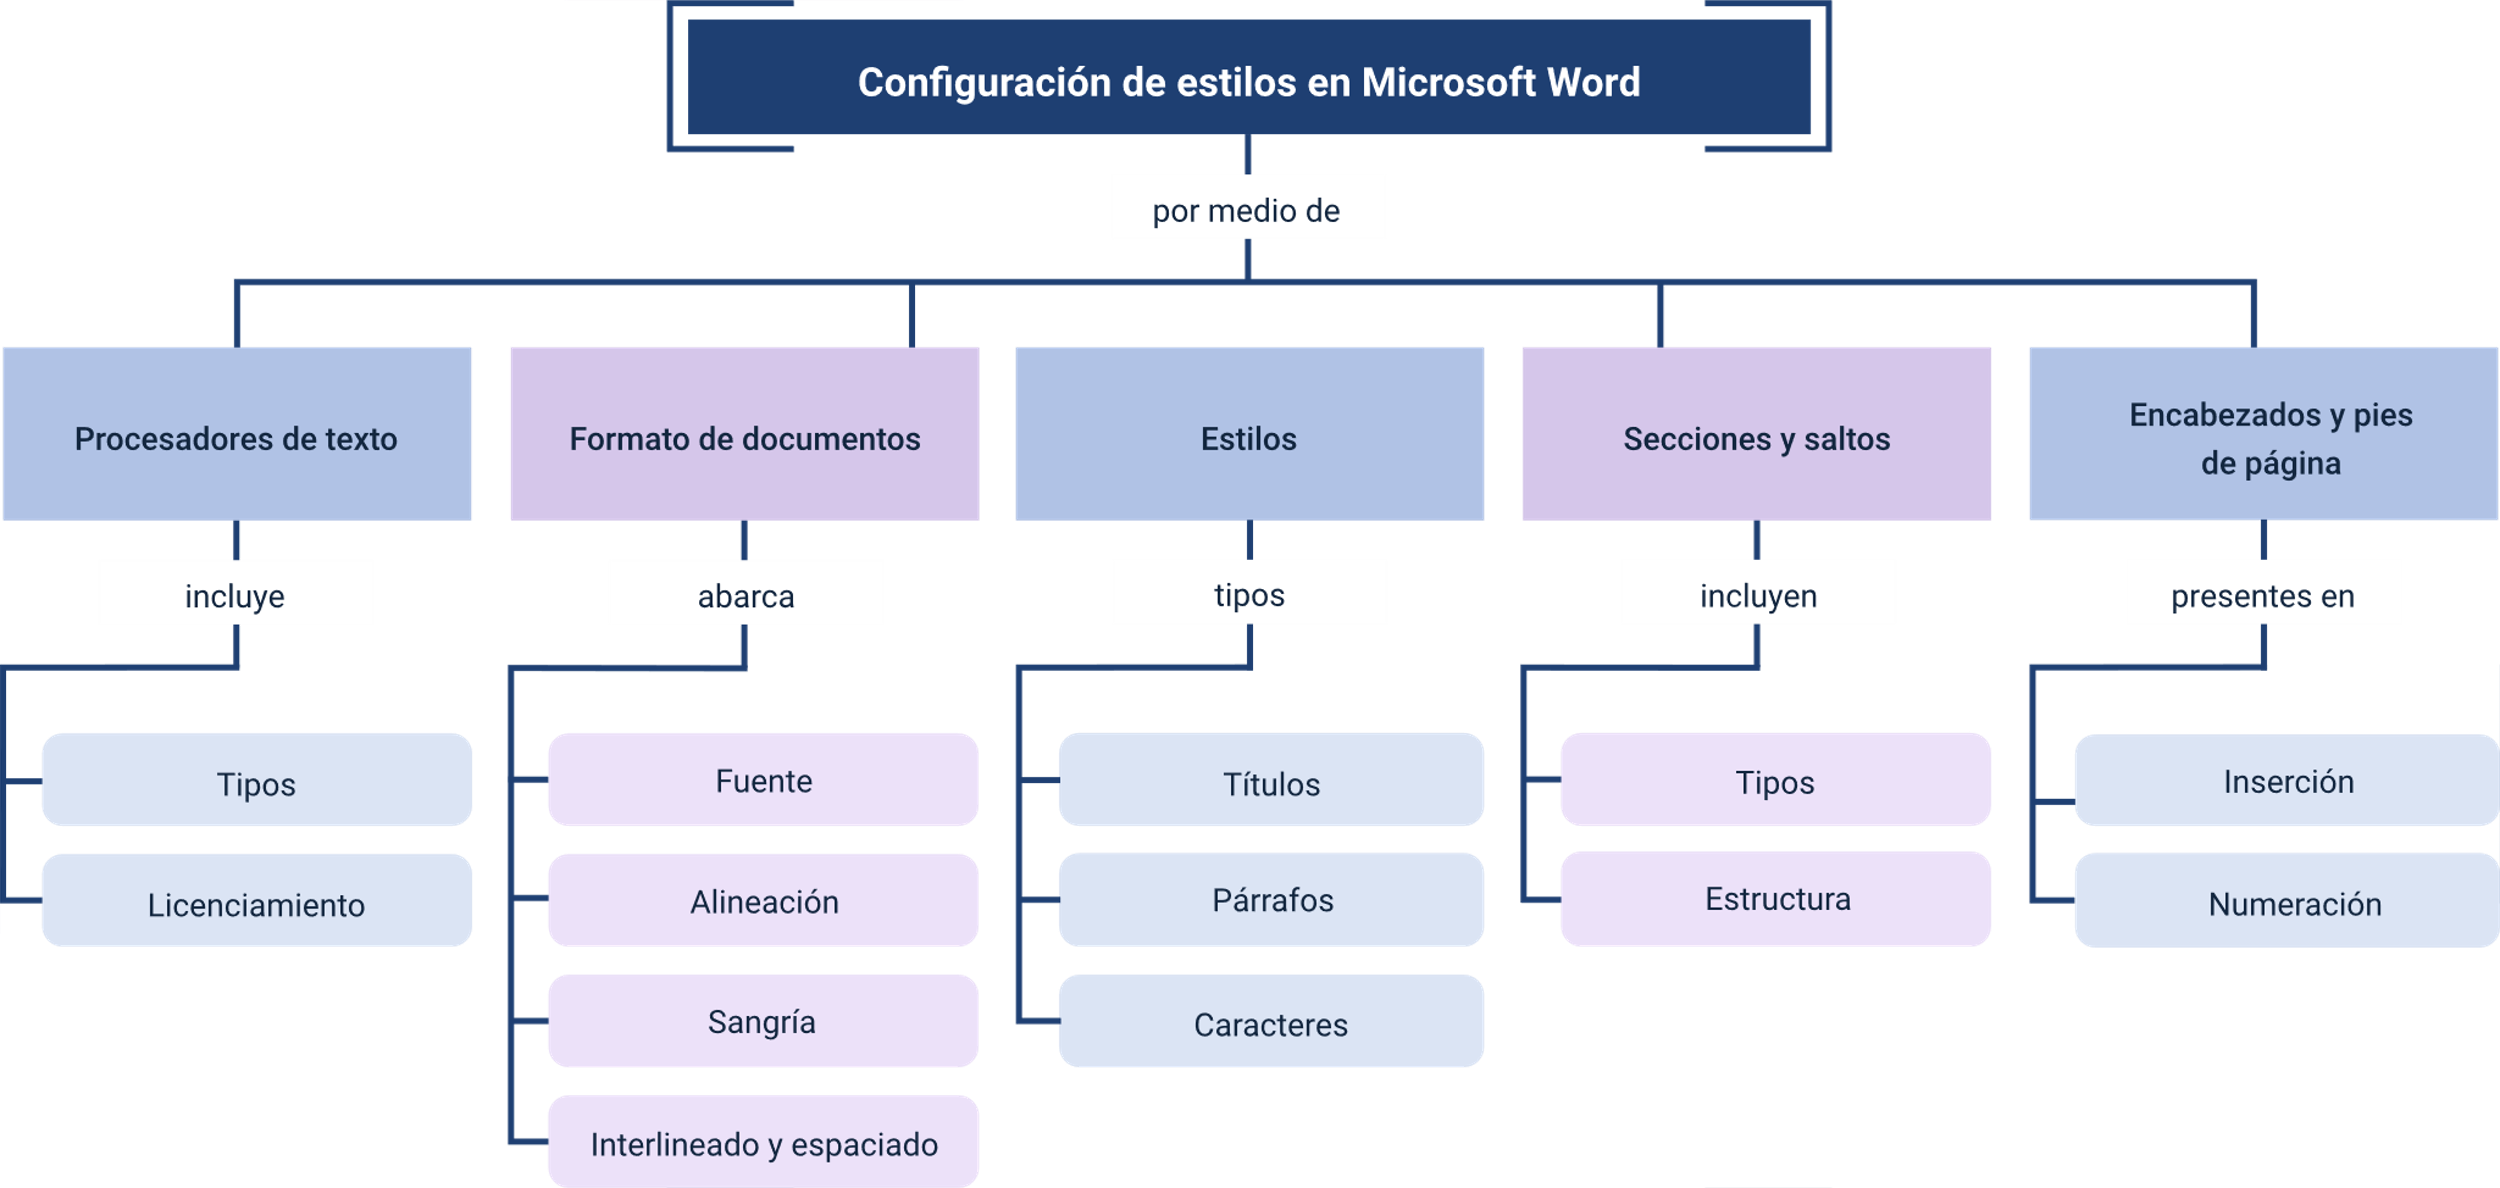 Configuración de estilos en Microsoft Word
por medio de
Procesadores de texto
Formato de documentos
Estilos
Secciones y saltos
Encabezados y pies
de página
incluye
abarca
tipos
incluyen
presentes en
Tipos
Licenciamiento
Fuente
Alineación
Sangría
Interlineado y espaciado
Títulos
Párrafos
Caracteres
Tipos
Estructura
Inserción
Numeración